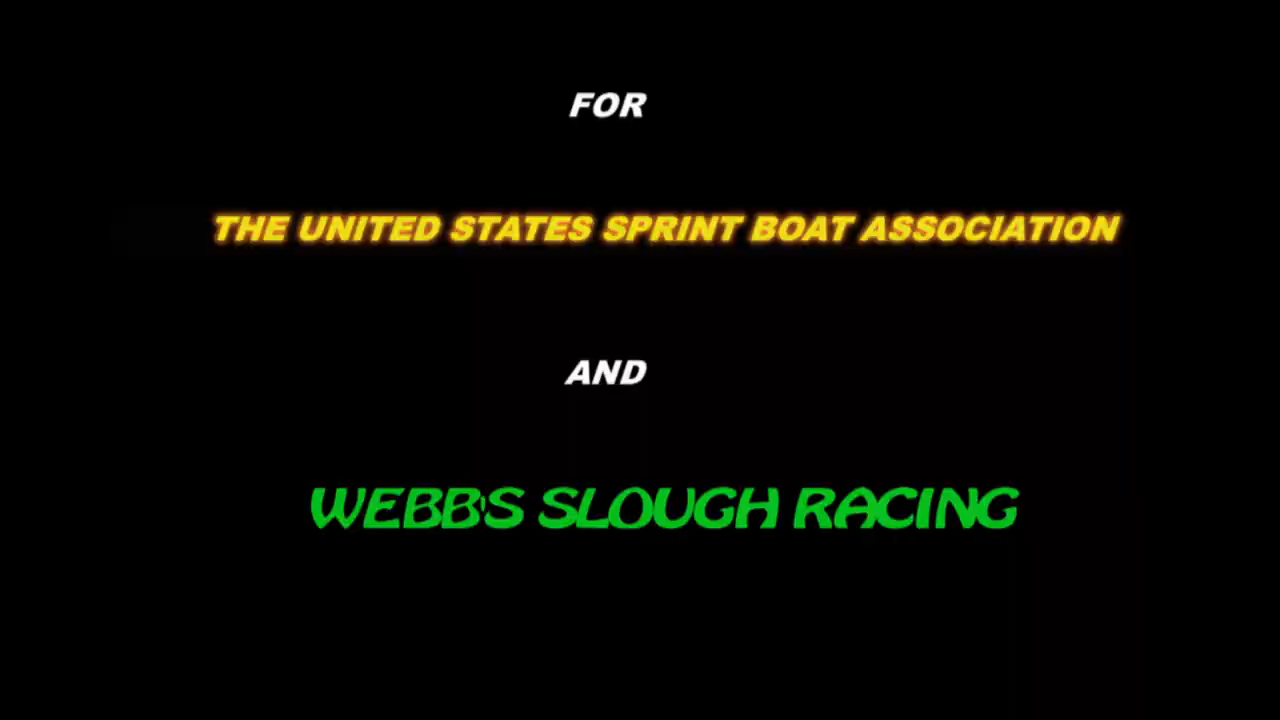 FOR
THE UNITED STATES SPRINT BOAT ASSOCIATION
AND
WEBB'S SLOUGH RACING